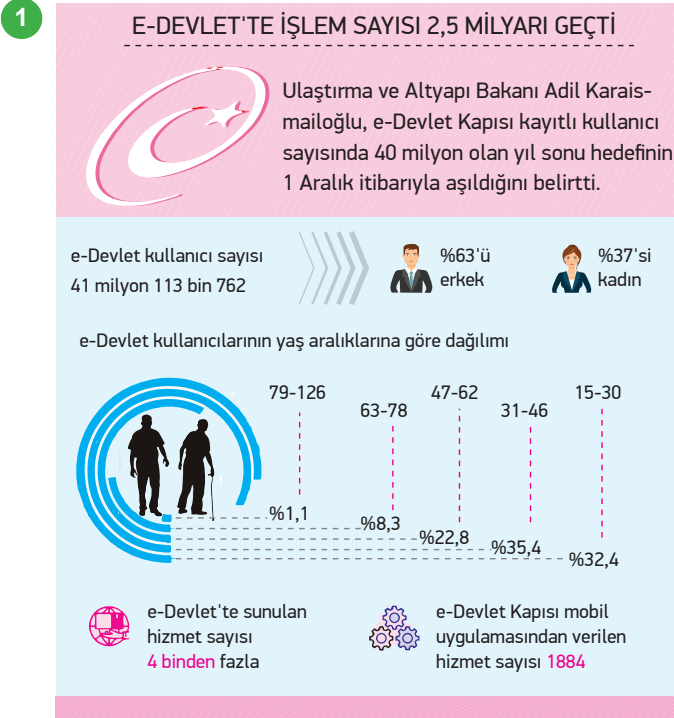 1
E-DEVLET'TE İŞLEM SAYISI 2,5 MİLYARI GEÇTİ
Ulaştırma ve Altyapı Bakanı Adil Karais-
mailoğlu, e-Devlet Kapısı kayıtlı kullanıcı
sayısında 40 milyon olan yıl sonu hedefinin
1 Aralık itibarıyla aşıldığını belirtti.
e-Devlet kullanıcı sayısı
41 milyon 113 bin 762
%63'ü
erkek
%37'si
kadın
e-Devlet kullanıcılarının yaş aralıklarına göre dağılımı
79-126
63-78
47-62
31-46
15-30
%1,1
%8,3
%22,8
%35,4
%32,4
e-Devlet'te sunulan
hizmet sayısı
4 binden fazla
e-Devlet Kapısı mobil
uygulamasından verilen
hizmet sayısı 1884